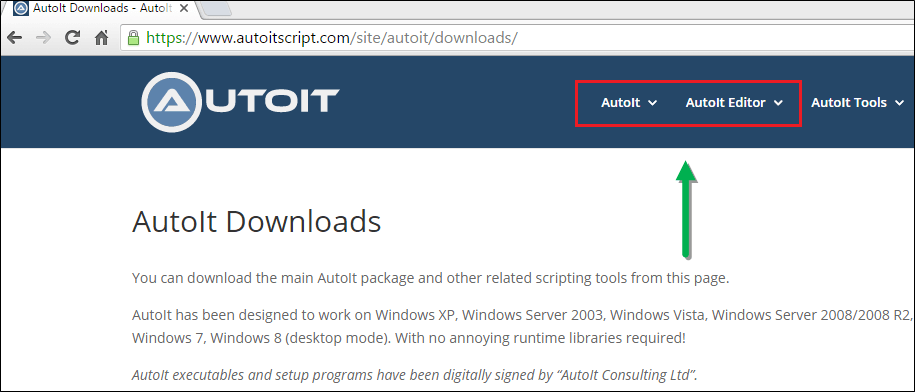 AutoIt Downloads - AutoI
https://www.autoitscript.com/site/autoit/downloads/
AUTOIT
AutoIt
AutoIt Editor
AutoIt Tools
AutoIt Downloads
You can download the main AutoIt package and other related scripting tools from this page.
AutoIt has been designed to work on Windows XP, Windows Server 2003, Windows Vista, Windows Server 2008/2008 R2,
Windows 7, Windows 8 (desktop mode). With no annoying runtime libraries required!
AutoIt executables and setup programs have been digitally signed by “AutoIt Consulting Ltd”.